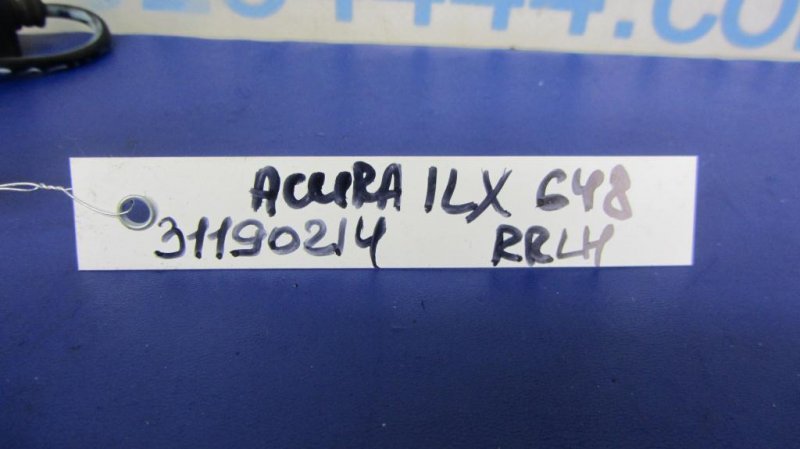 ACURA ILX 648
31190214 RRLH